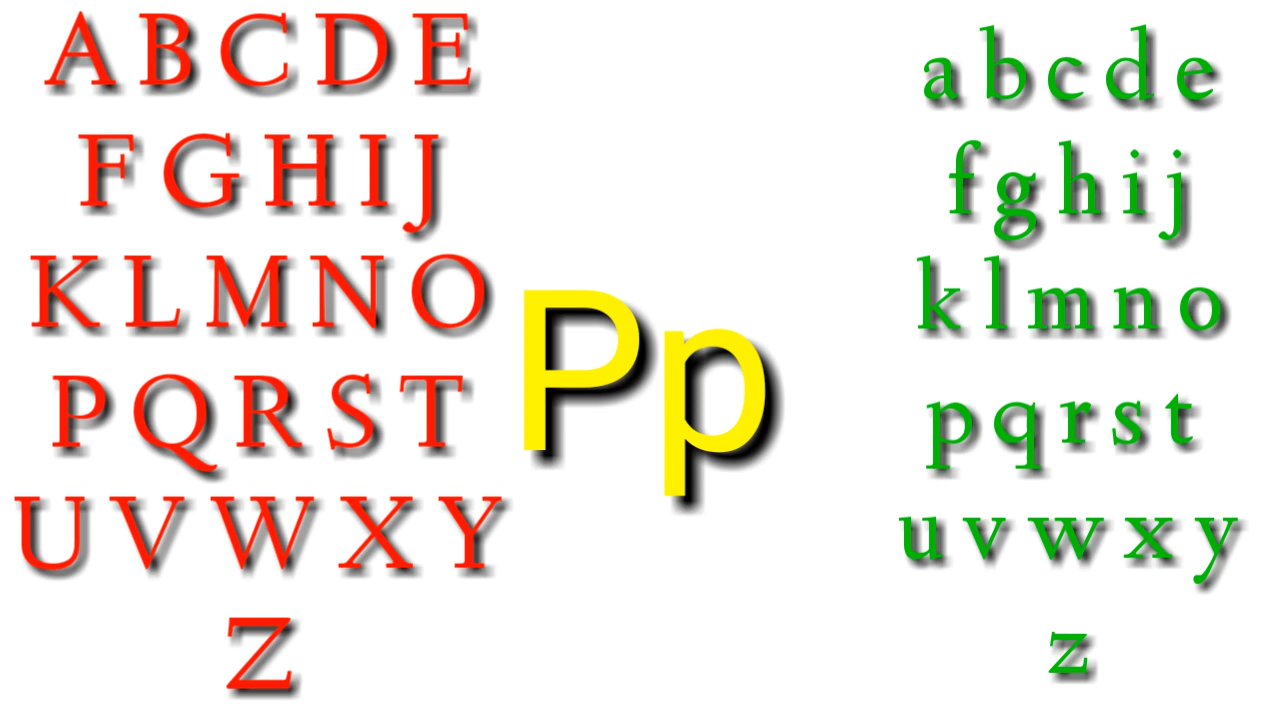 A B C D E
F G H I J
K L M N O
P Q R S T
U V W X Y
Z
Pp
a b c d e
f g h i j
k l m n o
p q r s t
u v w x y
z